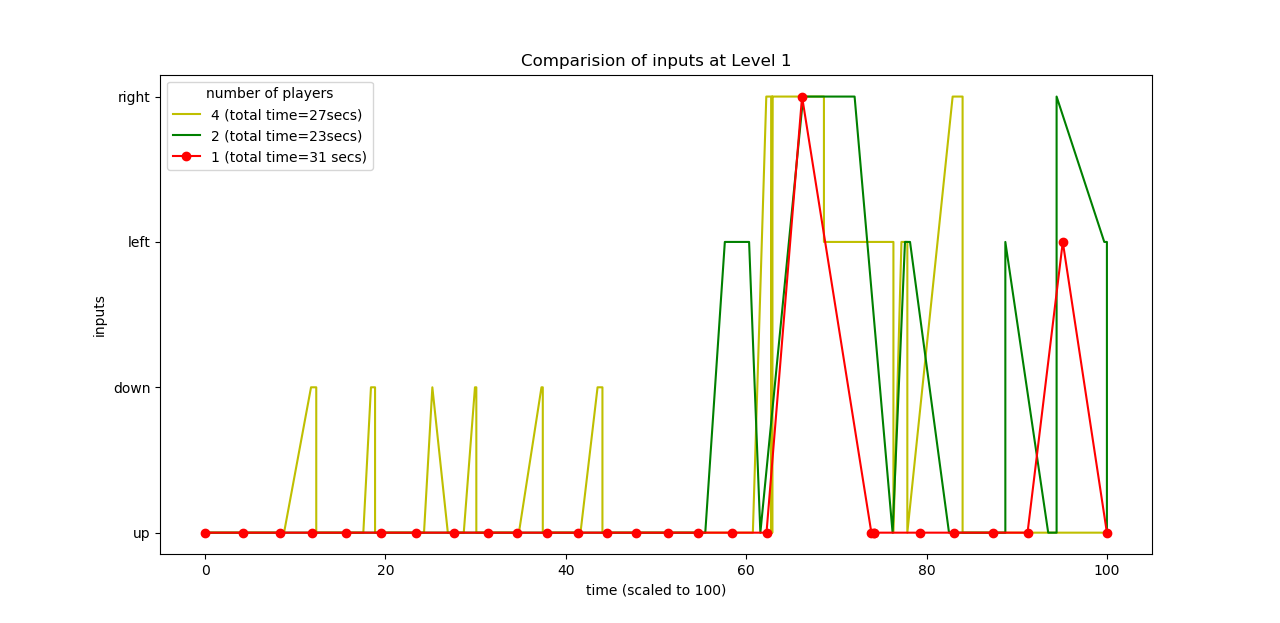 Comparision of inputs at Level 1
number of players
4 (total time=27secs)
2 (total time=23secs)
1 (total time=31 secs)
right
left
down
up
inputs
0 20 40 60 80 100
time (scaled to 100)